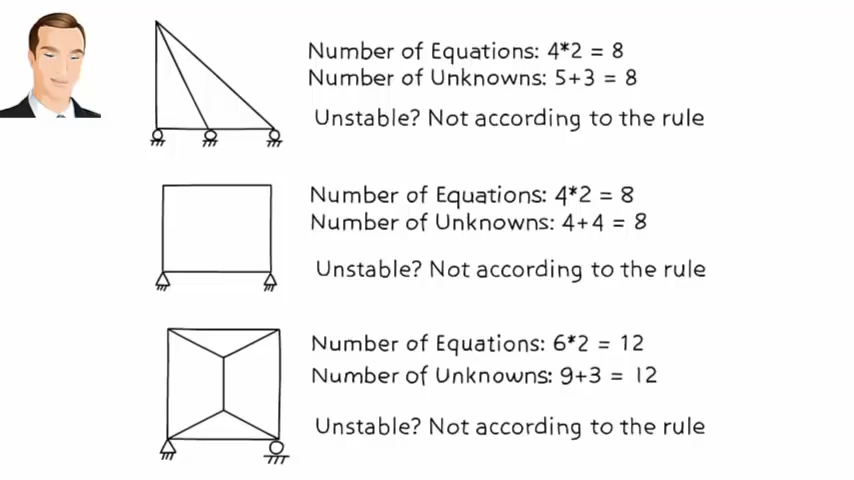 Number of Equations: 4*2 = 8
Number of Unknowns: 5+3 = 8
Unstable? Not according to the rule
Number of Equations: 4*2 = 8
Number of Unknowns: 4+4 = 8
Unstable? Not according to the rule
Number of Equations: 6*2 = 12
Number of Unknowns: 9+3 = 12
Unstable? Not according to the rule